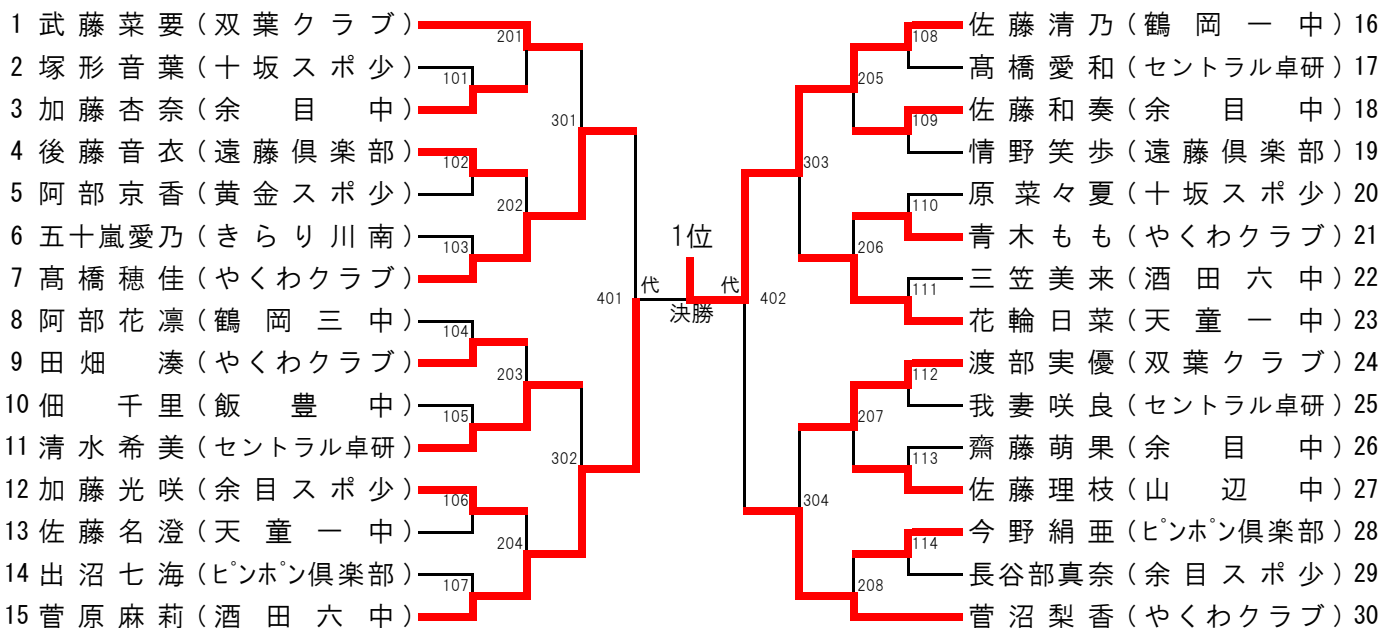 1 武藤菜要(双葉クラブ)
2 塚形音葉(十坂スポ少)
3 加藤杏奈(余目中)
4 後藤音衣(遠藤倶楽部)
5 阿部京香(黄金スポ少)
6 五十嵐愛乃(きらり川南)
7 髙橋穂佳(やくわクラブ)
8 阿部花凛(鶴岡三中)
9 田畑 湊(やくわクラブ)
10 佃 千里(飯豊中)
11 清水希美(セントラル卓研)
12 加藤光咲(余目スポ少)
13 佐藤名澄(天童一中)
14 出沼七海(ピンポン倶楽部)
15 菅原麻莉(酒田六中)
201
101
102
202
103
104
203
105
106
204
107
301
302
401
代
1位
決勝
代
402
303
304
108
205
109
110
206
111
112
207
113
114
208
佐藤清乃(鶴岡一中)16
髙橋愛和(セントラル卓研)17
佐藤和奏(余目中)18
情野笑歩(遠藤倶楽部)19
原菜々夏(十坂スポ少)20
青木もも(やくわクラブ)21
三笠美来(酒田六中)22
花輪日菜(天童一中)23
渡部実優(双葉クラブ)24
我妻咲良(セントラル卓研)25
齋藤萌果(余目中)26
佐藤理枝(山辺中)27
今野絹亜(ピンポン倶楽部)28
長谷部真奈(余目スポ少)29
菅沼梨香(やくわクラブ)30